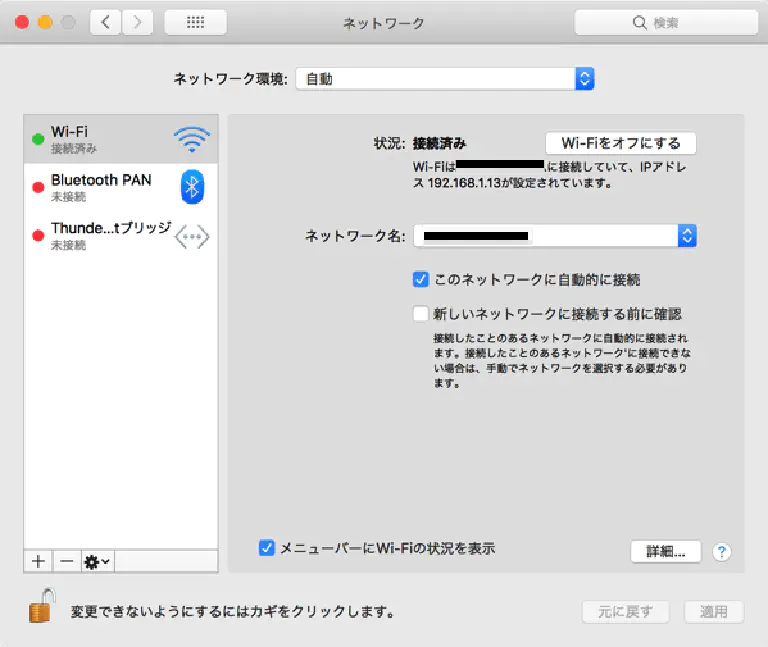 ネットワーク
検索
ネットワーク環境: 自動
Wi-Fi
接続済み
Bluetooth PAN
未接続
Thunde...tブリッジ
未接続
状況: 接続済み
Wi-Fiをオフにする
Wi-Fiは
に接続していて、IPアドレ
ス 192.168.1.13が設定されています。
ネットワーク名:
このネットワークに自動的に接続
新しいネットワークに接続する前に確認
接続したことのあるネットワークに自動的に接続され
ます。接続したことのあるネットワークに接続できな
い場合は、手動でネットワークを選択する必要があり
ます。
メニューバーにWi-Fiの状況を表示
詳細...
?
変更できないようにするにはカギをクリックします。
元に戻す
適用